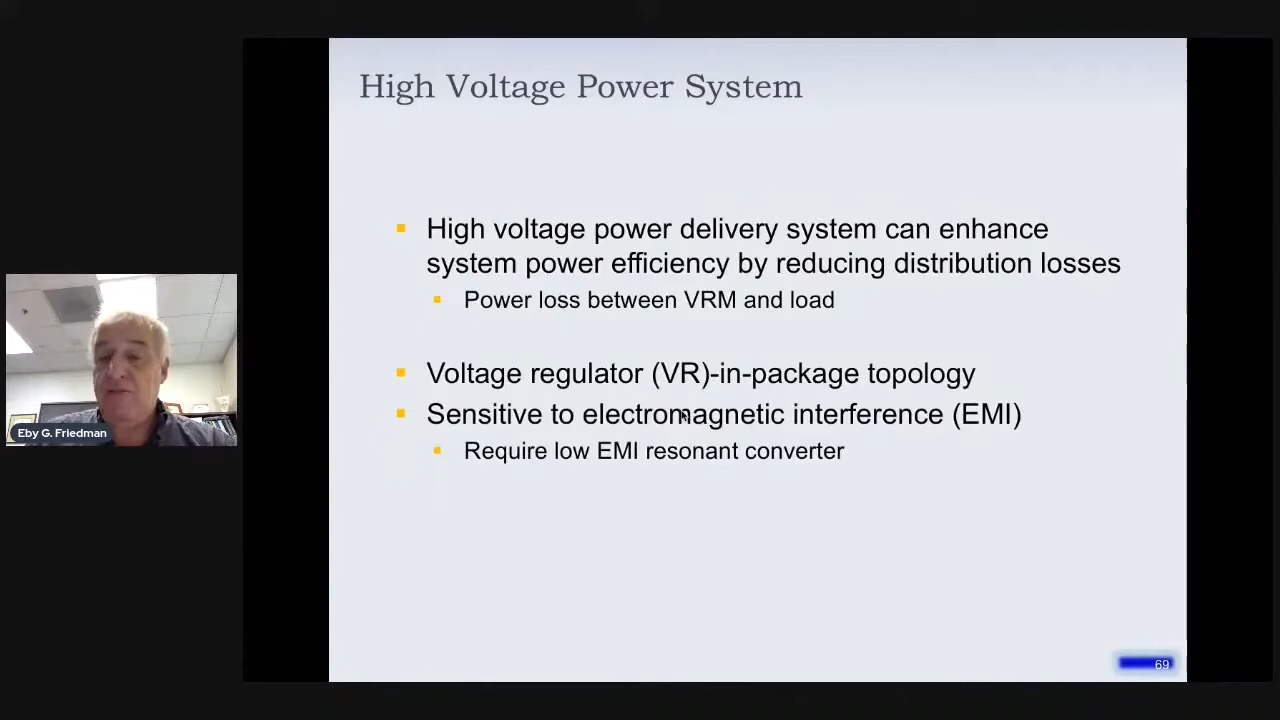 High Voltage Power System
High voltage power delivery system can enhance
system power efficiency by reducing distribution losses
Power loss between VRM and load
Voltage regulator (VR)-in-package topology
Sensitive to electromagnetic interference (EMI)
Require low EMI resonant converter
Eby G. Friedman
69